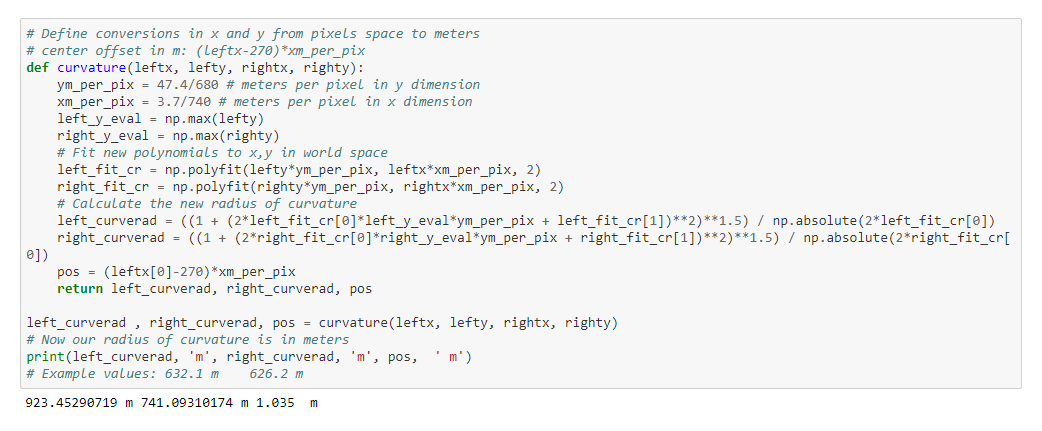 # Define conversions in x and y from pixels space to meters
# center offset in m: (leftx-270)*xm_per_pix
def curvature(leftx, lefty, rightx, righty):
    ym_per_pix = 47.4/680 # meters per pixel in y dimension
    xm_per_pix = 3.7/740 # meters per pixel in x dimension
    left_y_eval = np.max(lefty)
    right_y_eval = np.max(righty)
    # Fit new polynomials to x,y in world space
    left_fit_cr = np.polyfit(lefty*ym_per_pix, leftx*xm_per_pix, 2)
    right_fit_cr = np.polyfit(righty*ym_per_pix, rightx*xm_per_pix, 2)
    # Calculate the new radius of curvature
    left_curverad = ((1 + (2*left_fit_cr[0]*left_y_eval*ym_per_pix + left_fit_cr[1])**2)**1.5) / np.absolute(2*left_fit_cr[0])
    right_curverad = ((1 + (2*right_fit_cr[0]*right_y_eval*ym_per_pix + right_fit_cr[1])**2)**1.5) / np.absolute(2*right_fit_cr[
0])
    pos = (leftx[0]-270)*xm_per_pix
    return left_curverad, right_curverad, pos

left_curverad , right_curverad, pos = curvature(leftx, lefty, rightx, righty)
# Now our radius of curvature is in meters
print(left_curverad, 'm', right_curverad, 'm', pos,  ' m')
# Example values: 632.1 m    626.2 m
923.45290719 m 741.09310174 m 1.035  m